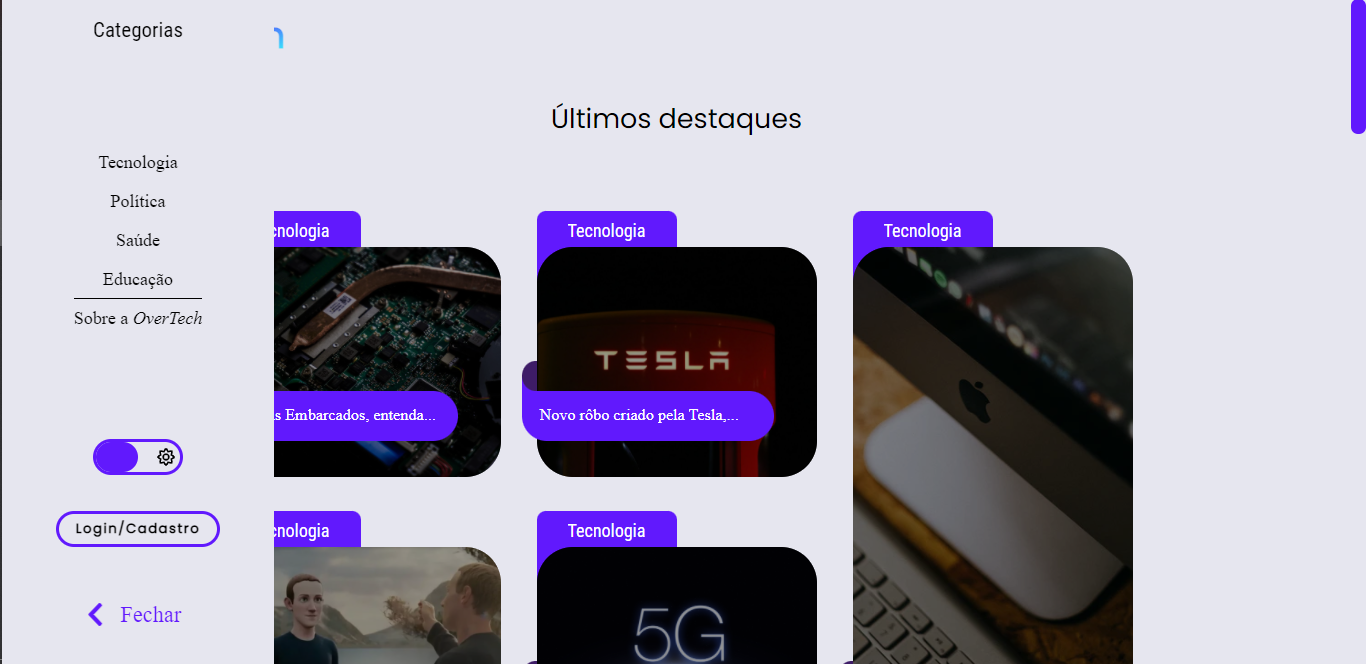 Categorias
Últimos destaques
Tecnologia
Política
Saúde
Educação
Sobre a OverTech
Login/Cadastro
Fechar
cnologia
s Embarcados, entenda...
Tecnologia
TESLA
Novo rôbo criado pela Tesla,...
Tecnologia
cnologia
Tecnologia
5G